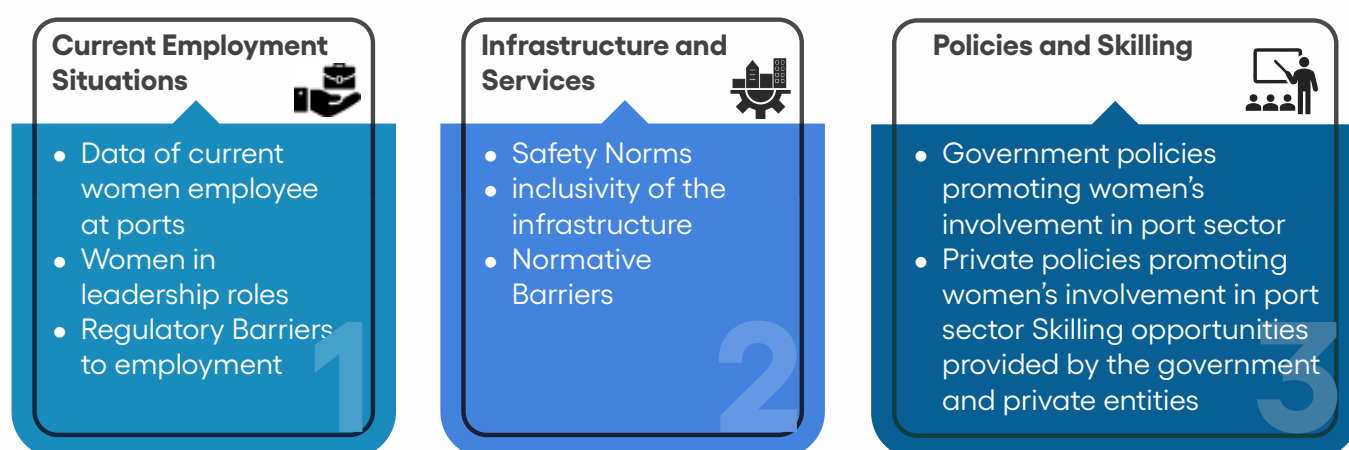 Current Employment
Situations
● Data of current
women employee
at ports
● Women in
leadership roles
● Regulatory Barriers
to employment
1
Infrastructure and
Services
● Safety Norms
● inclusivity of the
infrastructure
● Normative
Barriers
2
Policies and Skilling
● Government policies
promoting women’s
involvement in port sector
● Private policies promoting
women’s involvement in port
sector Skilling opportunities
provided by the government
and private entities
3